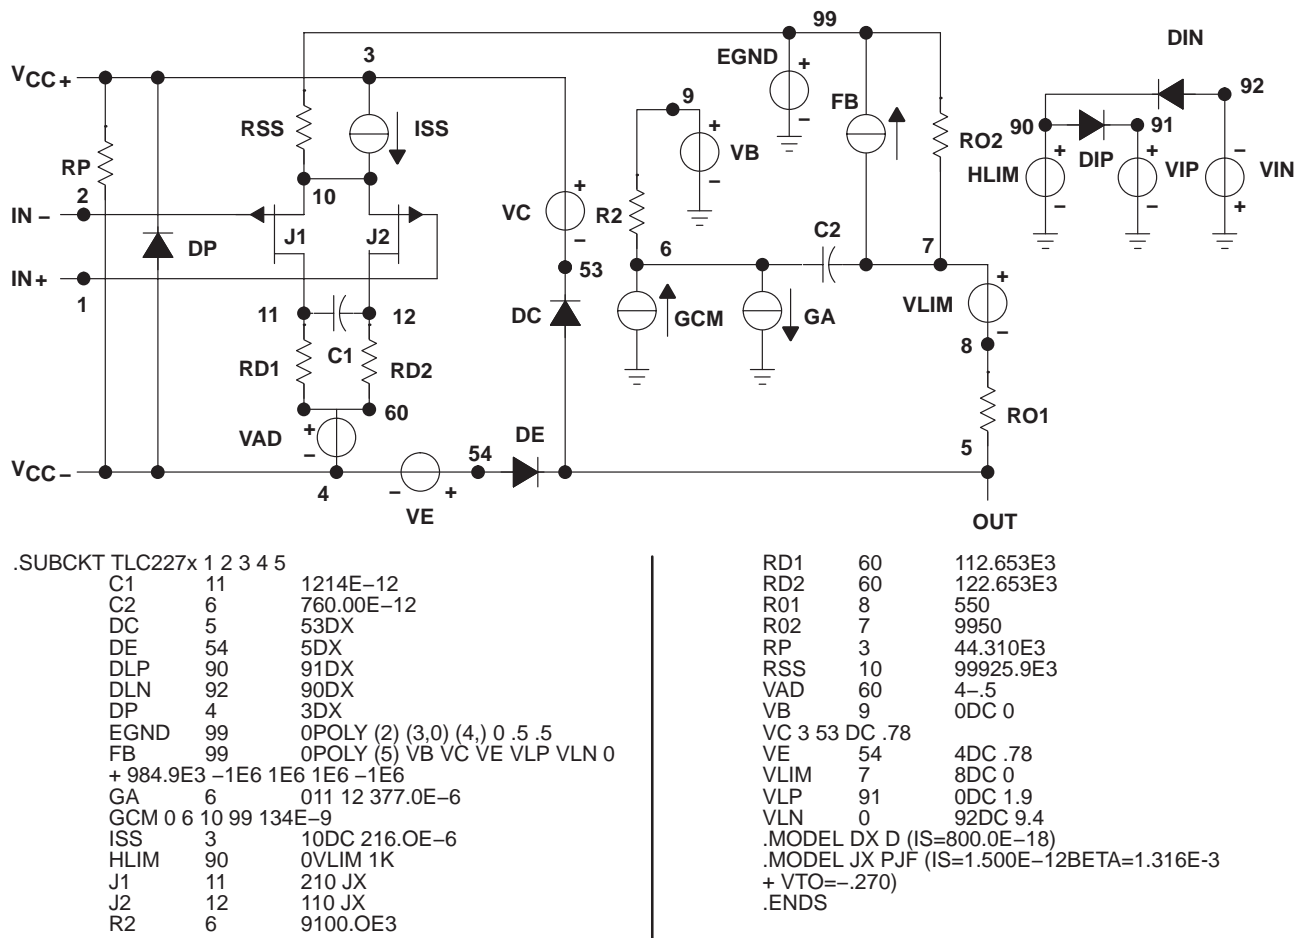 99
DIN
3
VCC+
EGND
+
92
9
FB
+
RSS
ISS
90
91
RO2
VB
RP
DIP
–
HLIM
VIP
VIN
10
2
IN –
VC
R2
C2
J1
J2
DP
6
7
IN+
53
1
GCM
GA
VLIM
11
12
DC
8
C1
RD1
RD2
60
RO1
VAD
DE
5
54
VCC –
4
VE
OUT
.SUBCKT TLC227x 1 2 3 4 5
C1 11 1214E–12
C2 6 760.00E–12
DC 5 53DX
DE 54 5DX
DLP 90 91DX
DLN 92 90DX
DP 4 3DX
EGND 99 0POLY (2) (3,0) (4,) 0 .5 .5
FB 99 0POLY (5) VB VC VE VLP VLN 0
+ 984.9E3 –1E6 1E6 1E6 –1E6
GA 6 011 12 377.0E–6
GCM 0 6 10 99 134E–9
ISS 3 10DC 216.OE–6
HLIM 90 0VLIM 1K
J1 11 210 JX
J2 12 110 JX
R2 6 9100.OE3
RD1 60 112.653E3
RD2 60 122.653E3
R01 8 550
R02 7 9950
RP 3 44.310E3
RSS 10 99925.9E3
VAD 60 4–.5
VB 9 0DC 0
VC 3 53 DC .78
VE 54 4DC .78
VLIM 7 8DC 0
VLP 91 0DC 1.9
VLN 0 92DC 9.4
.MODEL DX D (IS=800.0E–18)
.MODEL JX PJF (IS=1.500E–12BETA=1.316E-3
+ VTO=–.270)
.ENDS